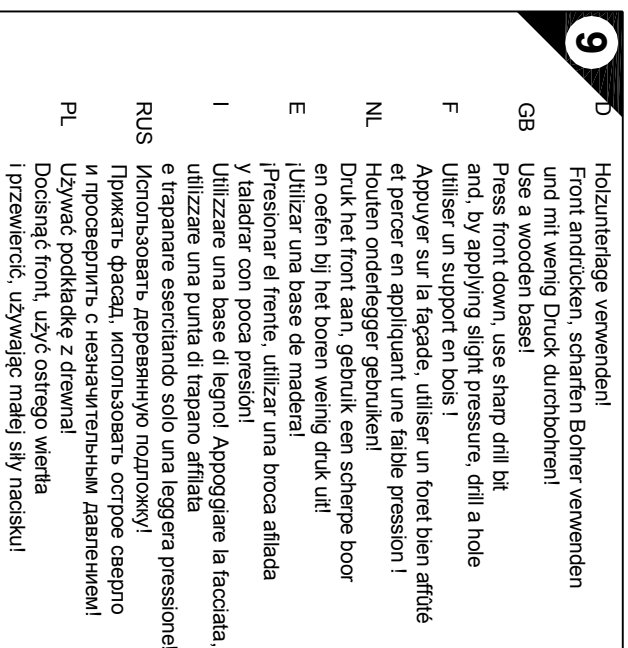 9
D Holzunterlage verwenden!
Front andrücken, scharfen Bohrer verwenden
und mit wenig Druck durchbohren!
GB Use a wooden base!
Press front down, use sharp drill bit
and, by applying slight pressure, drill a hole
F Utiliser un support en bois !
Appuyer sur la façade, utiliser un foret bien affûté
et percer en appliquant une faible pression !
NL Houten onderlegger gebruiken!
Druk het front aan, gebruik een scherpe boor
en oefen bij het boren weinig druk uit!
E ¡Utilizar una base de madera!
¡Presionar el frente, utilizar una broca afilada
y taladrar con poca presión!
I Utilizzare una base di legno! Appoggiare la facciata,
utilizzare una punta di trapano affilata
e trapanare esercitando solo una leggera pressione!
RUS Использовать деревянную подложку!
Прижать фасад, использовать острое сверло
и просверлить с незначительным давлением!
PL Używać podkładkę z drewna!
Docisnąć front, użyć ostrego wiertła
i przewiercić, używając małej siły nacisku!